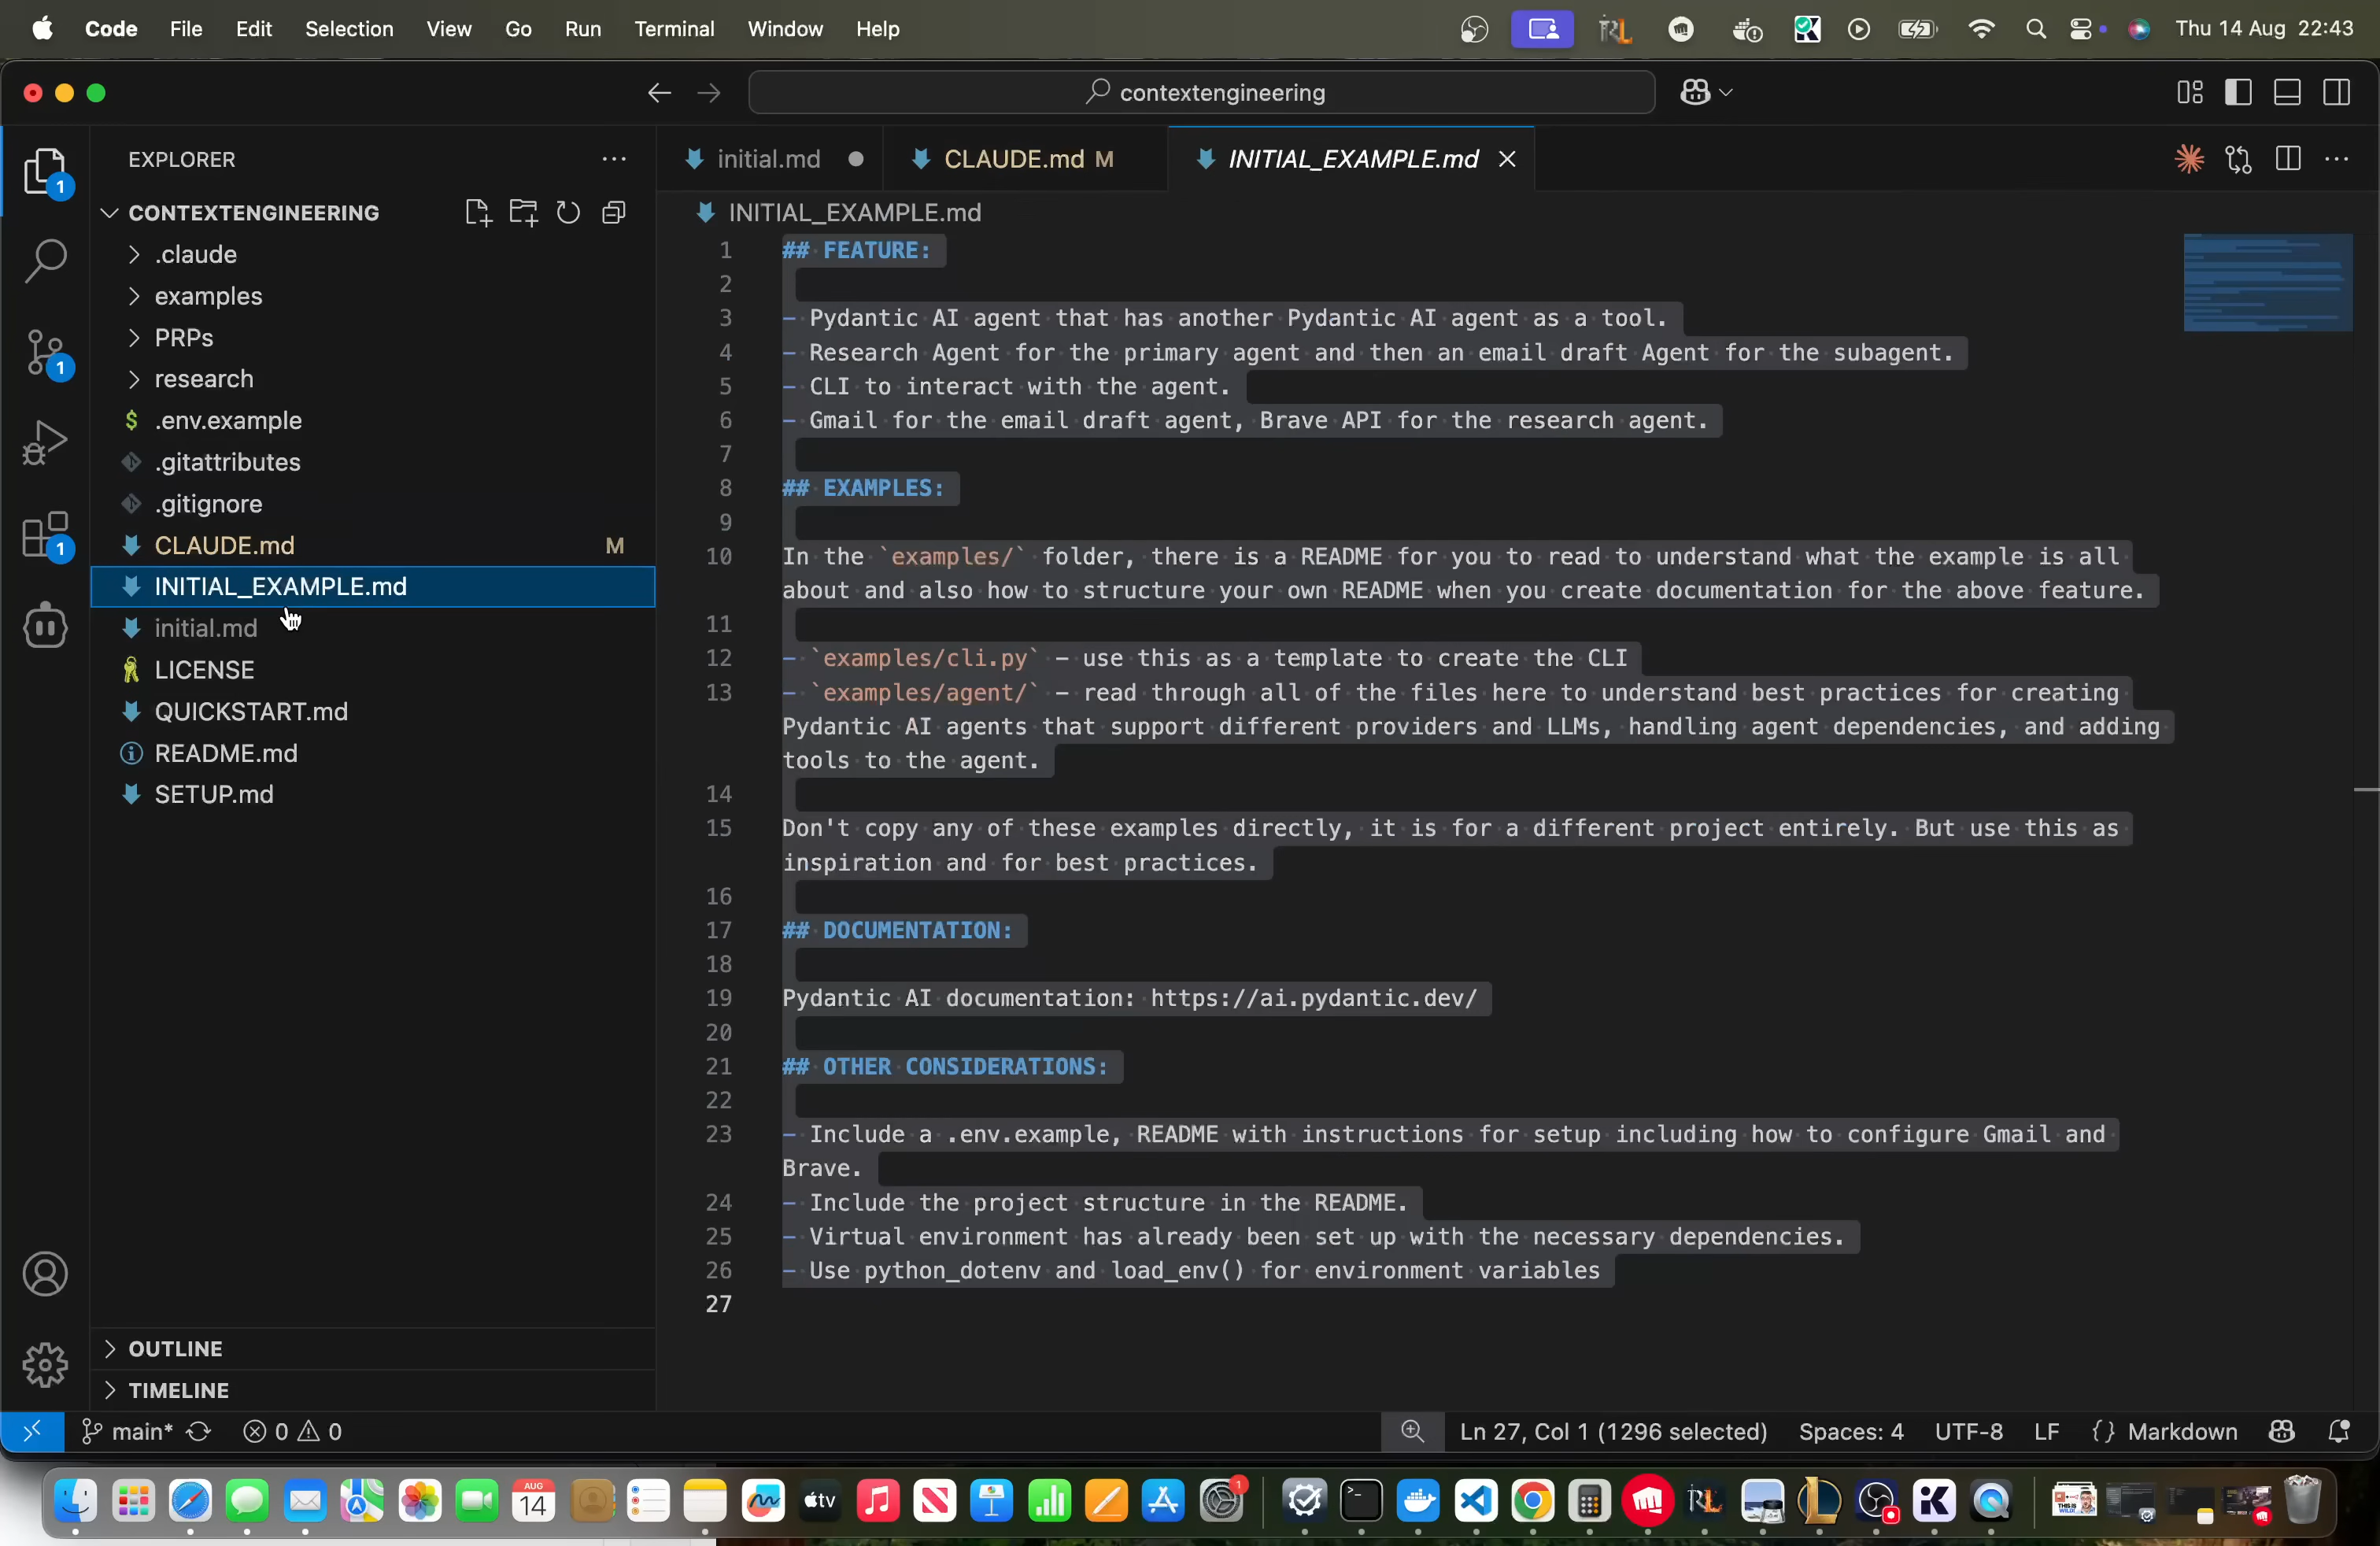 Code File Edit Selection View Go Run Terminal Window Help Thu 14 Aug 22:43
contextengineering
EXPLORER
initial.md
CLAUDE.md M
INITIAL_EXAMPLE.md
CONTEXTENGINEERING
INITIAL_EXAMPLE.md
.claude
examples
PRPs
research
$ .env.example
.gitattributes
.gitignore
CLAUDE.md M
INITIAL_EXAMPLE.md
initial.md
LICENSE
QUICKSTART.md
README.md
SETUP.md
OUTLINE
TIMELINE
1
1
1
1 ## FEATURE:
2
3 - Pydantic AI agent that has another Pydantic AI agent as a tool.
4 - Research Agent for the primary agent and then an email draft Agent for the subagent.
5 - CLI to interact with the agent.
6 - Gmail for the email draft agent, Brave API for the research agent.
7
8 ## EXAMPLES:
9
10 In the `examples/` folder, there is a README for you to read to understand what the example is all
about and also how to structure your own README when you create documentation for the above feature.
11
12 - `examples/cli.py` - use this as a template to create the CLI
13 - `examples/agent/` - read through all of the files here to understand best practices for creating
Pydantic AI agents that support different providers and LLMs, handling agent dependencies, and adding
tools to the agent.
14
15 Don't copy any of these examples directly, it is for a different project entirely. But use this as
inspiration and for best practices.
16
17 ## DOCUMENTATION:
18
19 Pydantic AI documentation: https://ai.pydantic.dev/
20
21 ## OTHER CONSIDERATIONS:
22
23 - Include a .env.example, README with instructions for setup including how to configure Gmail and
Brave.
24 - Include the project structure in the README.
25 - Virtual environment has already been set up with the necessary dependencies.
26 - Use python_dotenv and load_env() for environment variables
27
main* 0 0 Ln 27, Col 1 (1296 selected) Spaces: 4 UTF-8 LF {} Markdown
AUG
14
tv
1